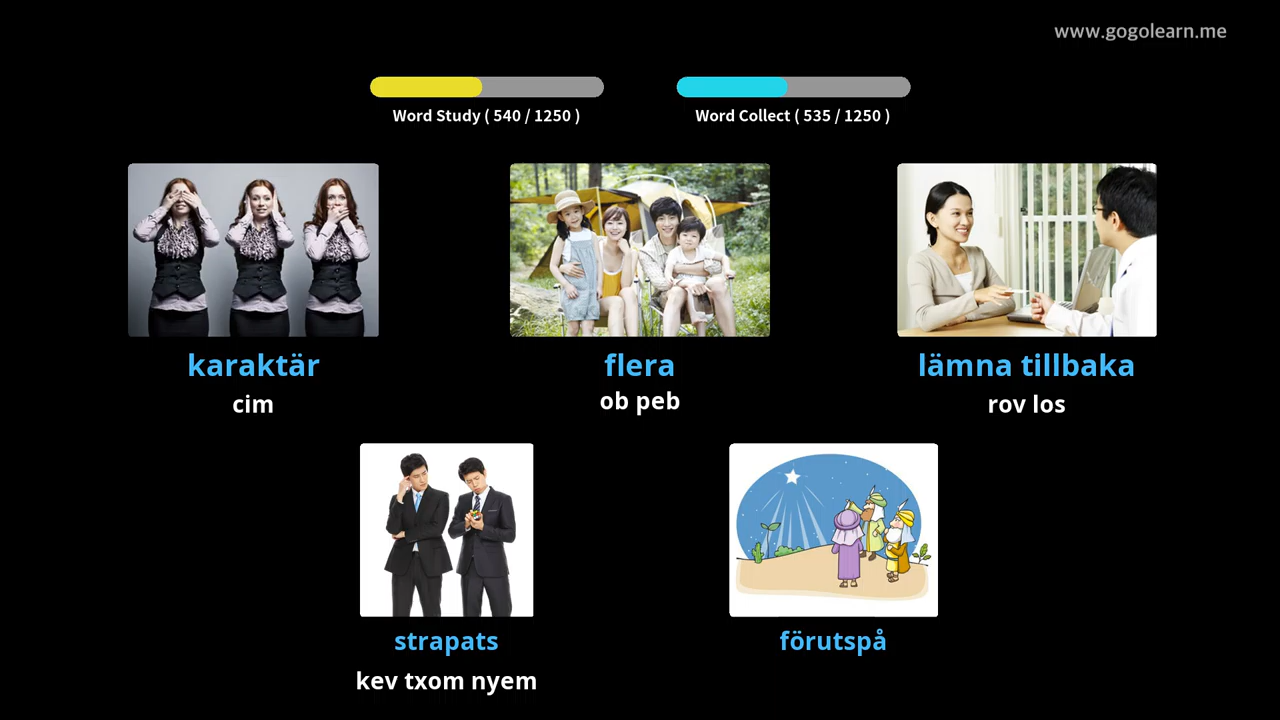 www.gogolearn.me
Word Study ( 540 / 1250 )
Word Collect ( 535 / 1250 )
karaktär
cim
flera
ob peb
lämna tillbaka
rov los
strapats
kev txom nyem
förutspå